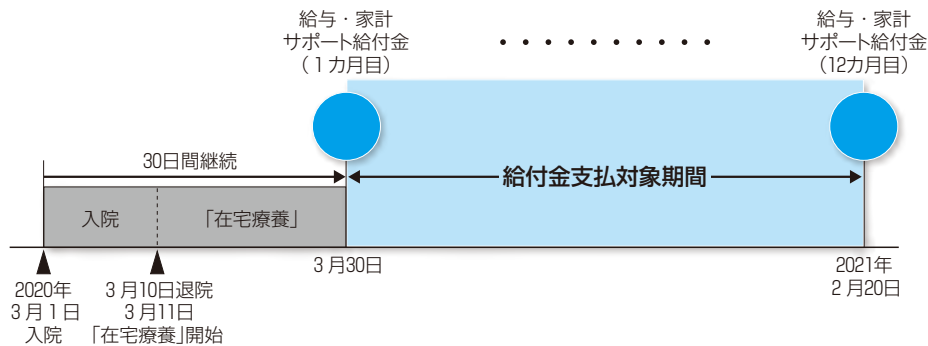 給与・家計
サポート給付金
（１カ月目）
・・・・・・・・・・
給与・家計
サポート給付金
（12カ月目）
30日間継続
給付金支払対象期間
入院
「在宅療養」
３月30日
2021年
２月20日
2020年
３月１日
入院
３月10日退院
３月11日
「在宅療養」開始